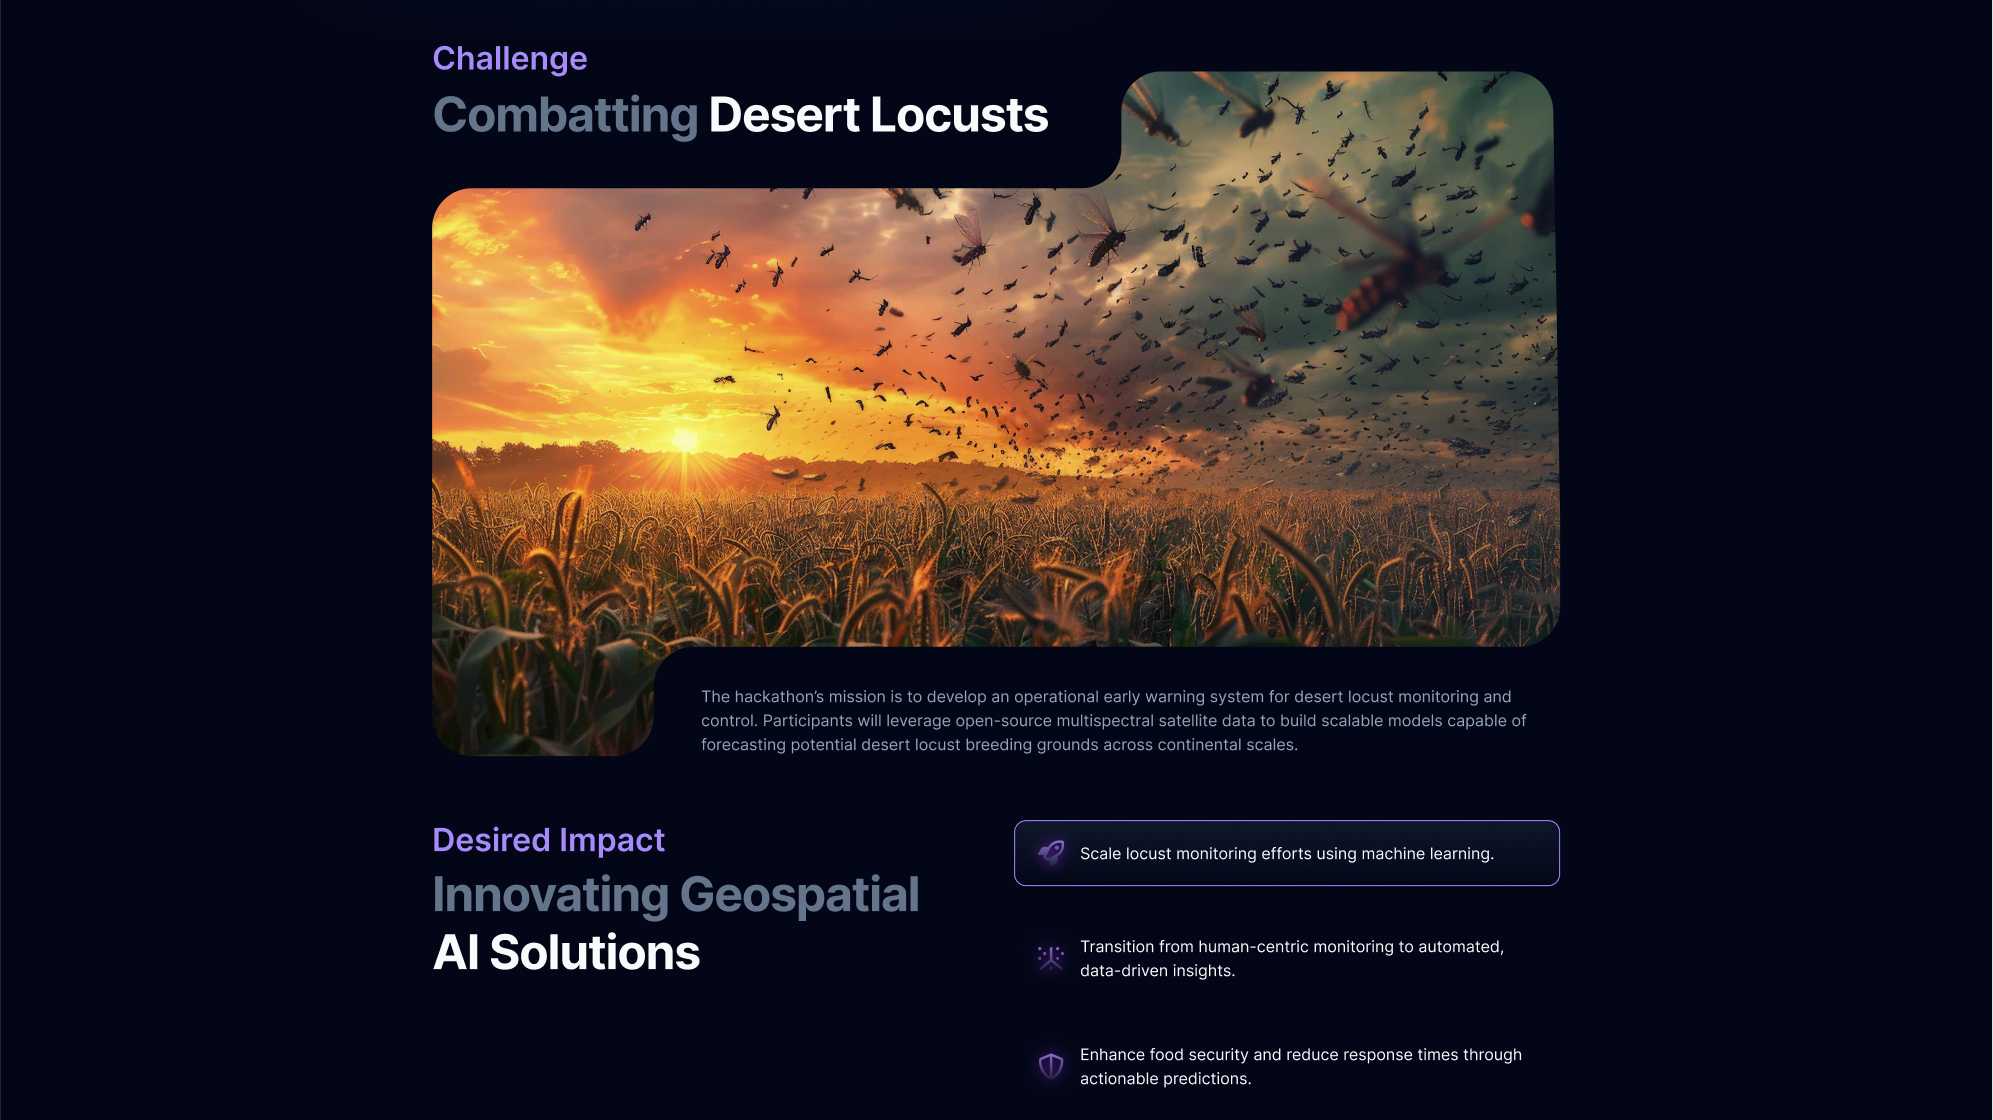 Challenge
Combatting Desert Locusts
The hackathon’s mission is to develop an operational early warning system for desert locust monitoring and
control. Participants will leverage open-source multispectral satellite data to build scalable models capable of
forecasting potential desert locust breeding grounds across continental scales.
Desired Impact
Innovating Geospatial
AI Solutions
Scale locust monitoring efforts using machine learning.
Transition from human-centric monitoring to automated,
data-driven insights.
Enhance food security and reduce response times through
actionable predictions.